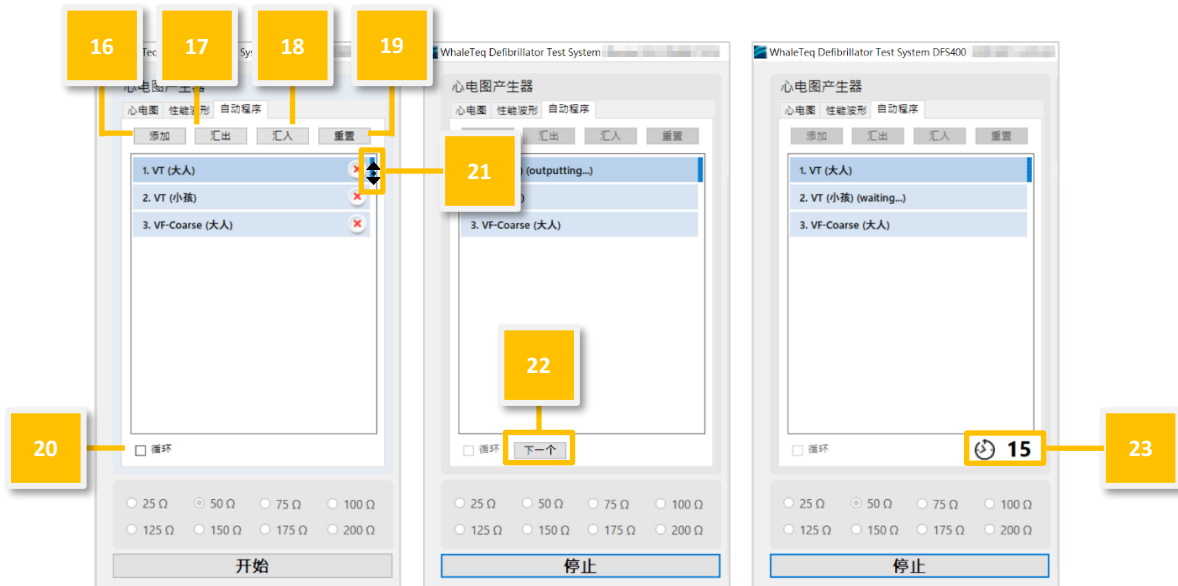 16
17
18
19
WhaleTeq Defibrillator Test System
WhaleTeq Defibrillator Test System DFS400
心电图产生器
心电图产生器
心电图产生器
心电图 性能波形 自动程序
心电图 性能波形 自动程序
心电图 性能波形 自动程序
添加 汇出 汇入 重置
汇出 汇入 重置
添加 汇出 汇入 重置
1. VT (大人)
2. VT (小孩)
3. VF-Coarse (大人)
21
(outputting...)
3. VF-Coarse (大人)
1. VT (大人)
2. VT (小孩) (waiting...)
3. VF-Coarse (大人)
22
20
循环
循环 下一个
循环
15
23
25 Ω 50 Ω 75 Ω 100 Ω
125 Ω 150 Ω 175 Ω 200 Ω
25 Ω 50 Ω 75 Ω 100 Ω
125 Ω 150 Ω 175 Ω 200 Ω
25 Ω 50 Ω 75 Ω 100 Ω
125 Ω 150 Ω 175 Ω 200 Ω
开始
停止
停止